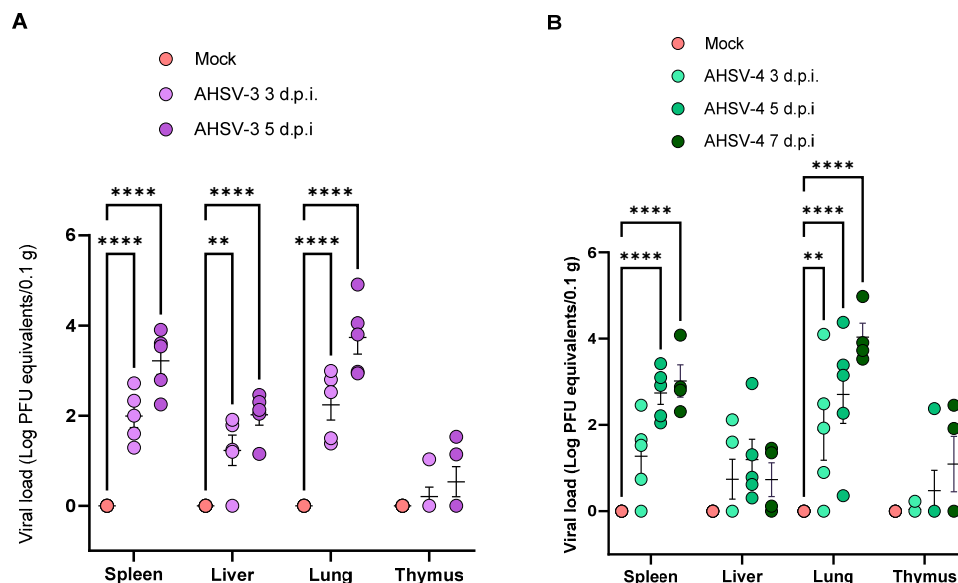 A
Mock
AHSV-3 3 d.p.i.
AHSV-3 5 d.p.i
**** **** ****
**** ** ****
Viral load (Log PFU equivalents/0.1 g)
6
4
2
0
Spleen Liver Lung Thymus
B
Mock
AHSV-4 3 d.p.i.
AHSV-4 5 d.p.i
AHSV-4 7 d.p.i
****
**** ****
**** **
Viral load (Log PFU equivalents/0.1 g)
6
4
2
0
Spleen Liver Lung Thymus